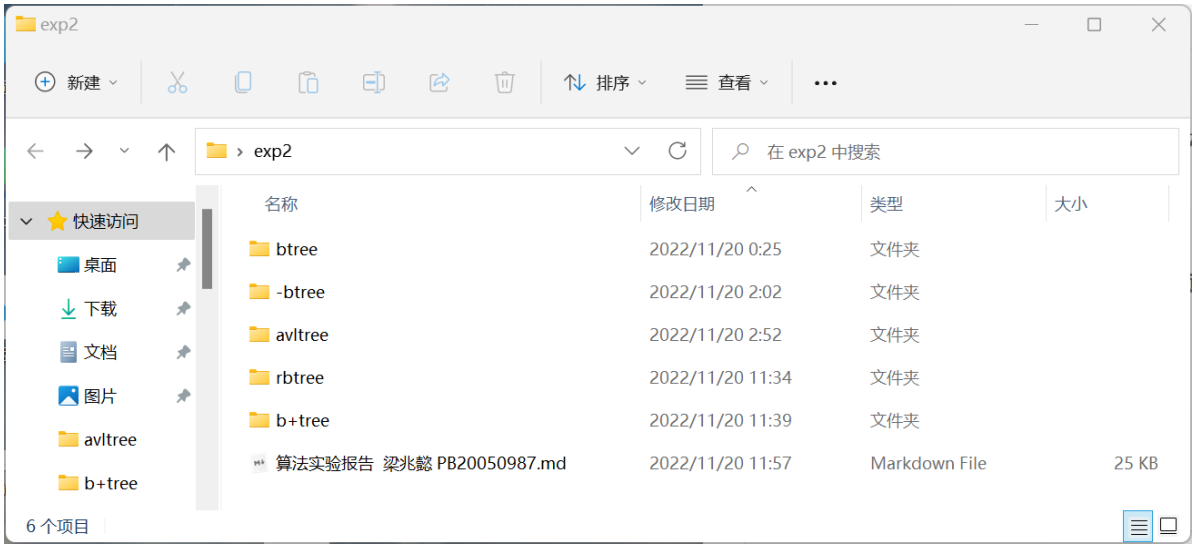 exp2
新建 排序 查看 •••
exp2 在 exp2 中搜索
名称 修改日期 类型 大小
快速访问
btree 2022/11/20 0:25 文件夹
桌面
-btree 2022/11/20 2:02 文件夹
下载
avltree 2022/11/20 2:52 文件夹
文档
rbtree 2022/11/20 11:34 文件夹
图片
b+tree 2022/11/20 11:39 文件夹
avltree
算法实验报告 梁兆懿 PB20050987.md 2022/11/20 11:57 Markdown File 25 KB
b+tree
6 个项目